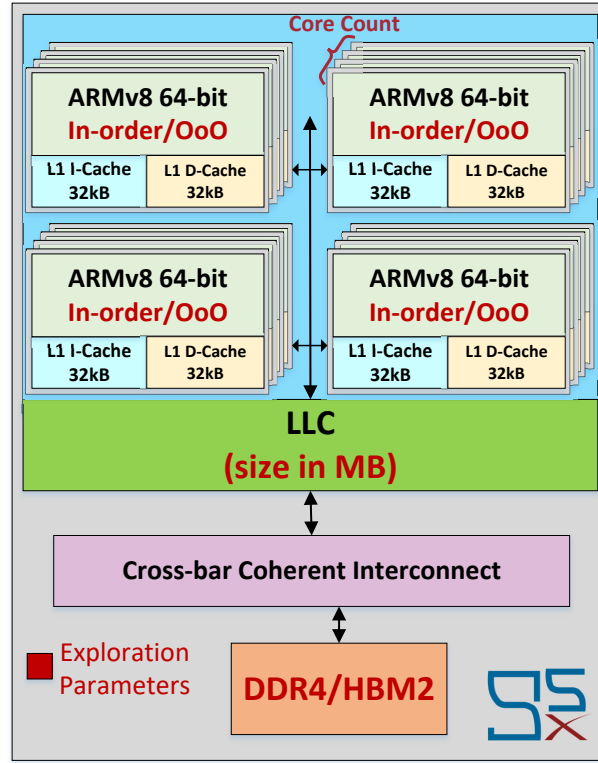 Core Count
ARMv8 64-bit
In-order/OoO
L1 I-Cache
32kB
L1 D-Cache
32kB
ARMv8 64-bit
In-order/OoO
L1 I-Cache
32kB
L1 D-Cache
32kB
ARMv8 64-bit
In-order/OoO
L1 I-Cache
32kB
L1 D-Cache
32kB
ARMv8 64-bit
In-order/OoO
L1 I-Cache
32kB
L1 D-Cache
32kB
LLC
(size in MB)
Cross-bar Coherent Interconnect
Exploration
Parameters
DDR4/HBM2
gem5
X